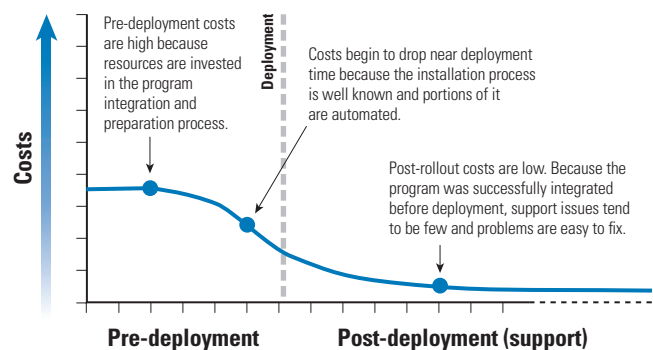 Pre-deployment costs
are high because
resources are invested
in the program
integration and
preparation process.
Deployment
Costs begin to drop near deployment
time because the installation process
is well known and portions of it
are automated.
Post-rollout costs are low. Because the
program was successfully integrated
before deployment, support issues tend
to be few and problems are easy to fix.
Costs
Pre-deployment
Post-deployment (support)